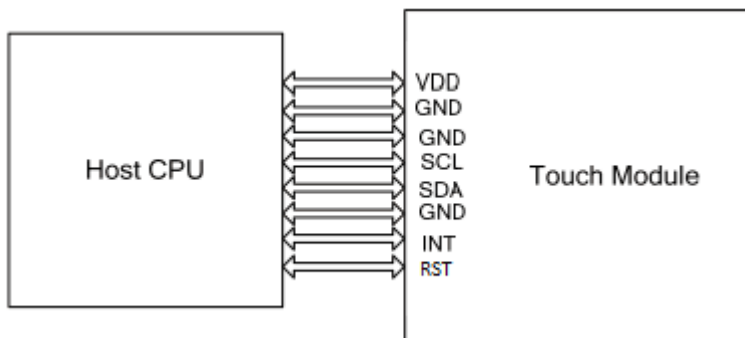 Host CPU
VDD
GND
GND
SCL
SDA
GND
INT
RST
Touch Module